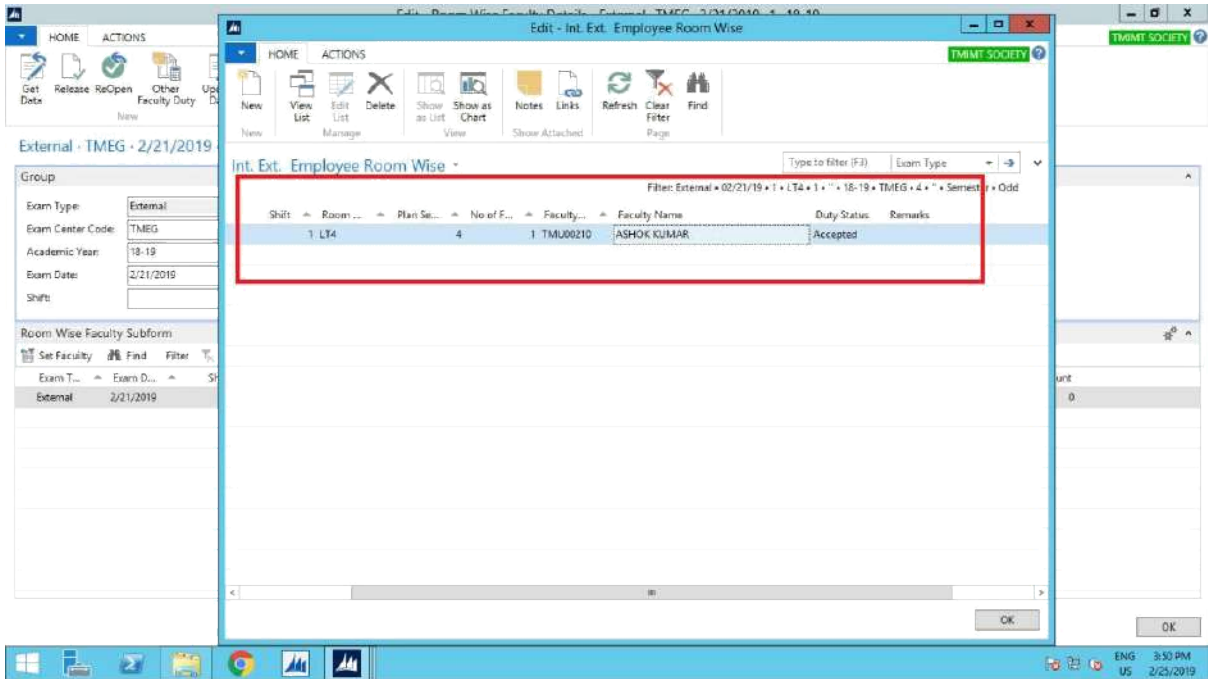 Edit - Room Wise Faculty Details - External · TMEG · 2/21/2019 · 1 · 18-19
HOME ACTIONS
TMIMT SOCIETY
Get Data
Release
ReOpen
Other Faculty Duty
New
External · TMEG · 2/21/2019
Group
Exam Type: External
Exam Center Code: TMEG
Academic Year: 18-19
Exam Date: 2/21/2019
Shift:
Room Wise Faculty Subform
Set Faculty Find Filter
Exam T... Exam D... Sh
External 2/21/2019
unt
0
OK
Edit - Int. Ext. Employee Room Wise
HOME ACTIONS
TMIMT SOCIETY
New
View List
Edit List
Delete
Show as List
Show as Chart
Notes
Links
Refresh
Clear Filter
Find
New Manage View Show Attached Page
Int. Ext. Employee Room Wise
Type to filter (F3) Exam Type
Filter: External • 02/21/19 • 1 • LT4 • 1 • '' • 18-19 • TMEG • 4 • '' • Semester • Odd
Shift Room ... Plan Se... No of F... Faculty... Faculty Name Duty Status Remarks
1 LT4 4 1 TMU00210 ASHOK KUMAR Accepted
OK
ENG 3:50 PM
US 2/25/2019